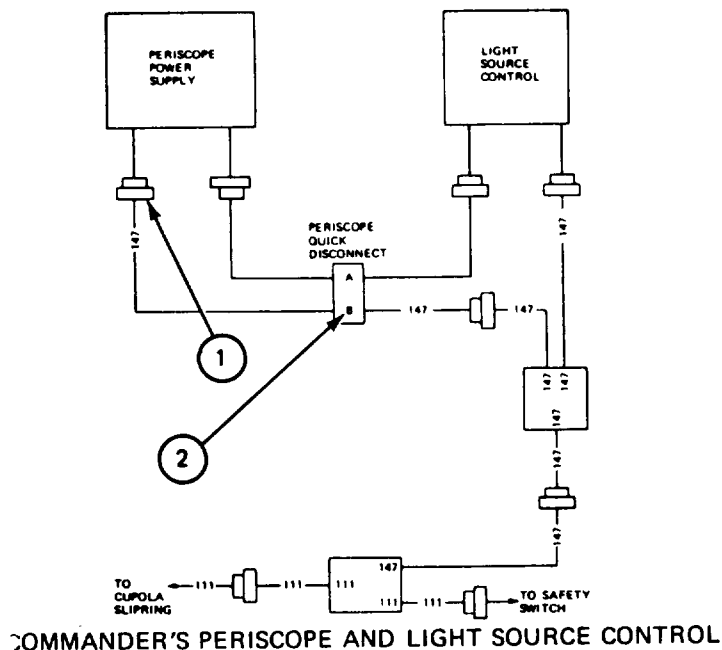 PERISCOPE
POWER
SUPPLY
LIGHT
SOURCE
CONTROL
147
147
PERISCOPE
QUICK
DISCONNECT
A
B
147
147
1
147
147
147
2
147
147
147
111
111
111
111
TO
CUPOLA
SLIPRING
TO SAFETY
SWITCH
COMMANDER'S PERISCOPE AND LIGHT SOURCE CONTROL